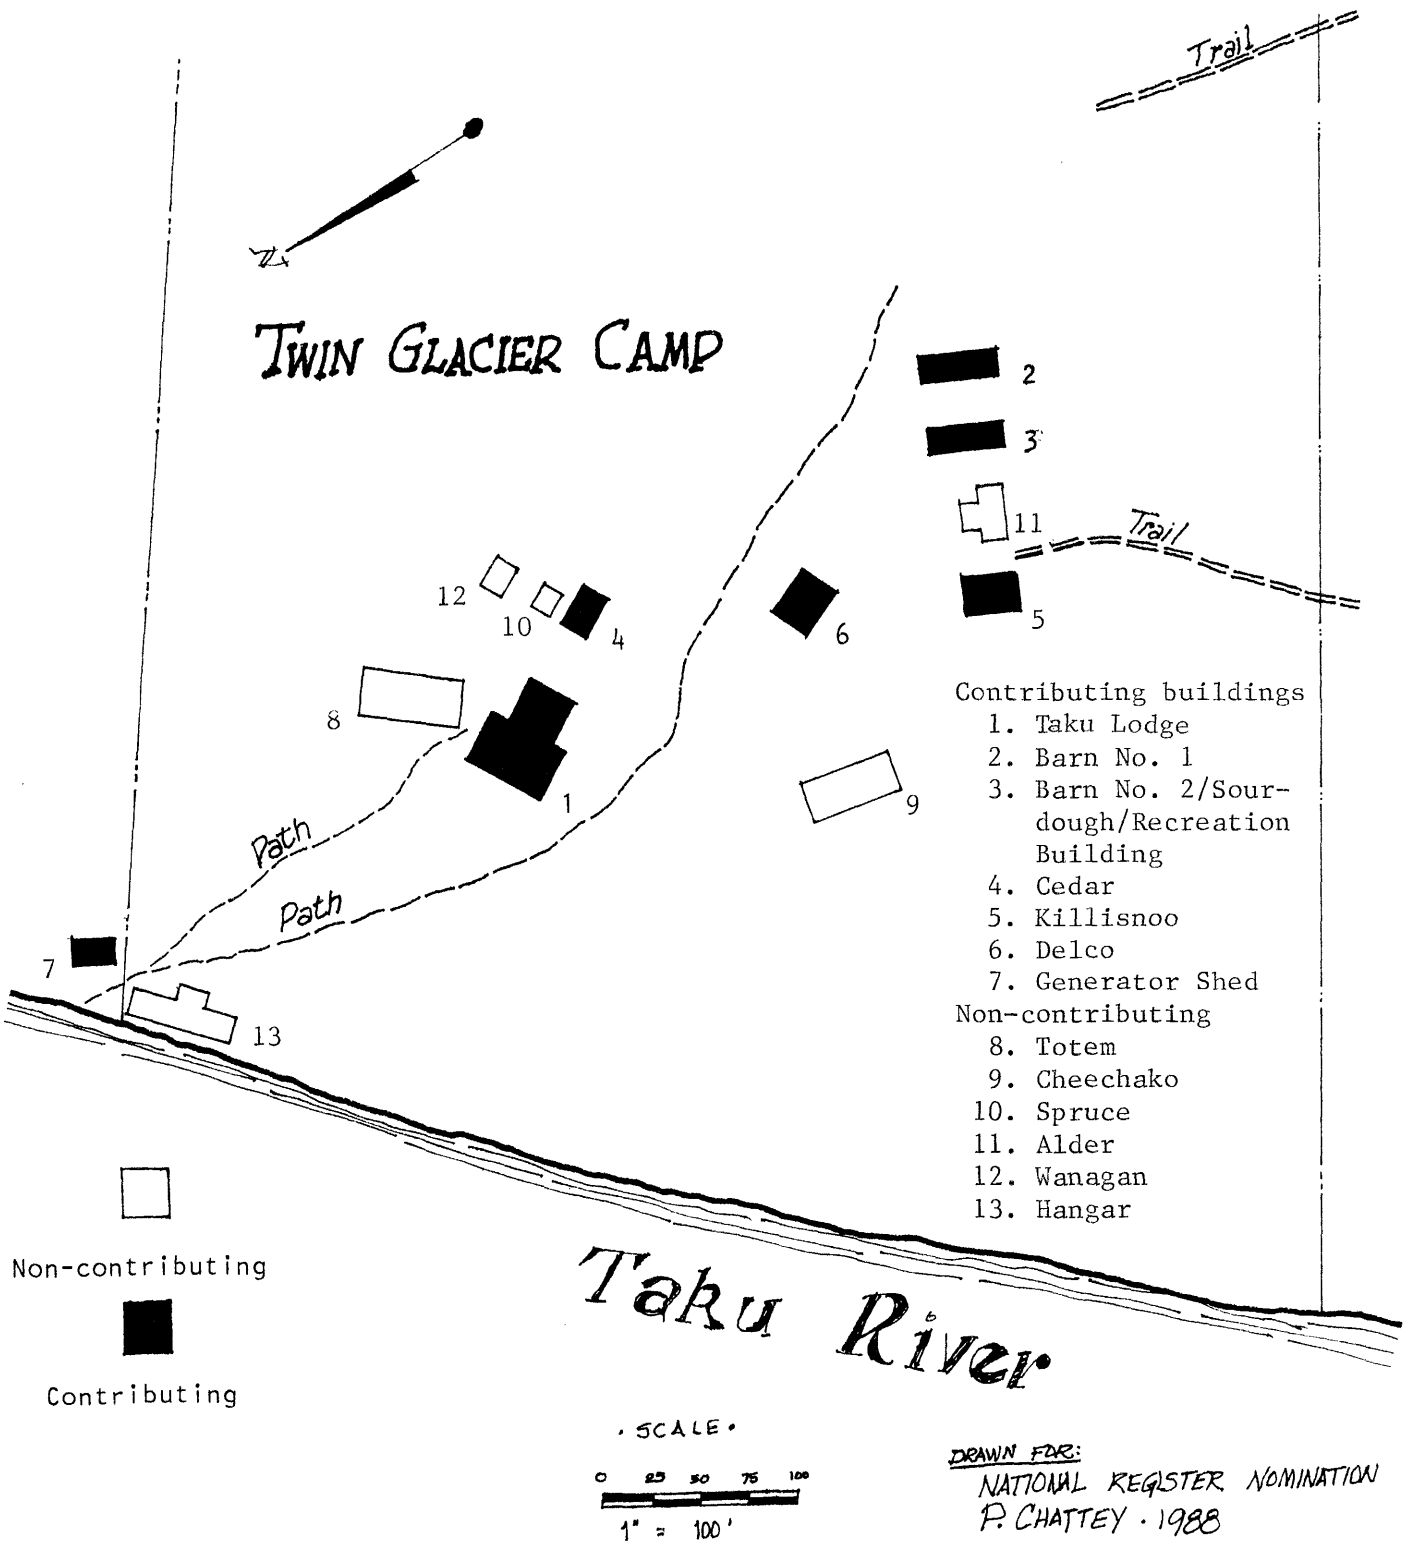 Trail
N
TWIN GLACIER CAMP
2
3
11
Trail
12
10
4
6
5
8
1
9
Path
Path
7
13
Contributing buildings
1. Taku Lodge
2. Barn No. 1
3. Barn No. 2/Sour-
dough/Recreation
Building
4. Cedar
5. Killisnoo
6. Delco
7. Generator Shed
Non-contributing
8. Totem
9. Cheechako
10. Spruce
11. Alder
12. Wanagan
13. Hangar
Non-contributing
Contributing
Taku River
. SCALE .
0 25 50 75 100
1" = 100'
DRAWN FOR:
NATIONAL REGISTER NOMINATION
P. CHATTEY . 1988